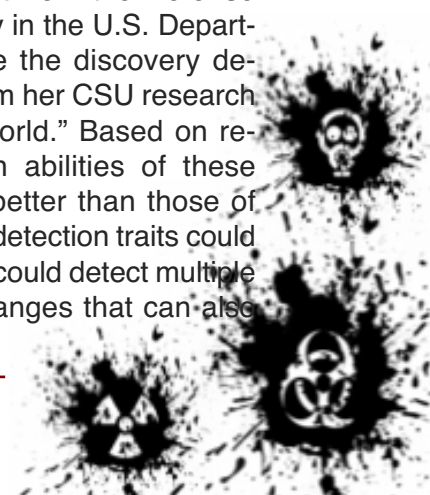 y in the U.S. Depart-
e the discovery de-
m her CSU research
orld.” Based on re-
n abilities of these
better than those of
detection traits could
could detect multiple
anges that can also